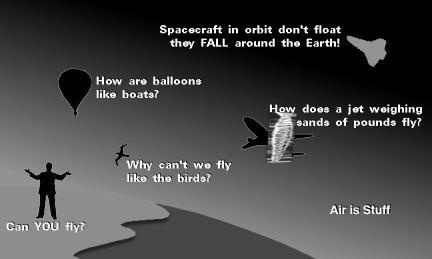 Spacecraft in orbit don't float
they FALL around the Earth!
How are balloons
like boats?
How does a jet weighing
sands of pounds fly?
Why can't we fly
like the birds?
Air is Stuff
Can YOU fly?